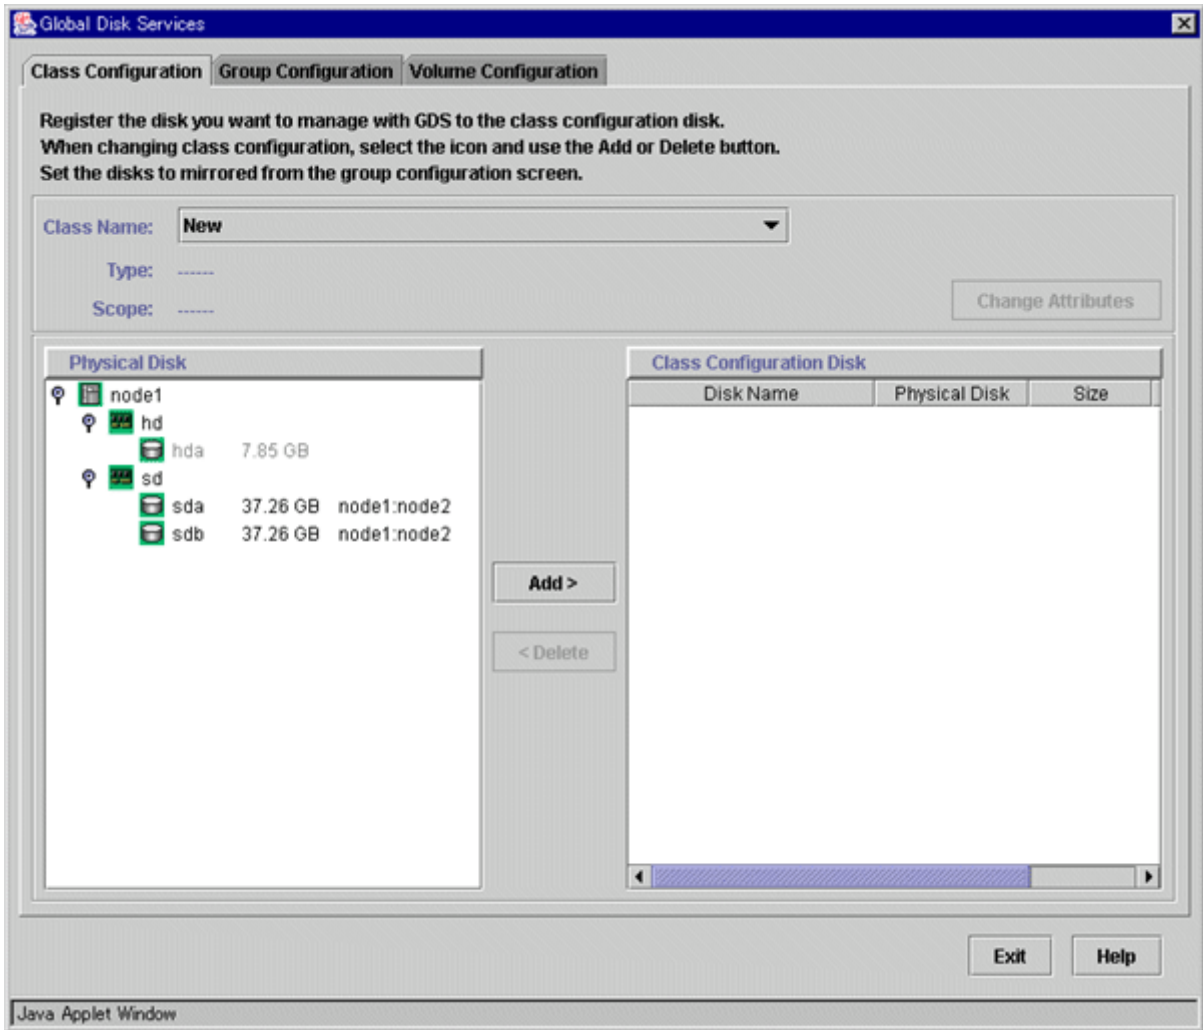 Global Disk Services
Class Configuration Group Configuration Volume Configuration
Register the disk you want to manage with GDS to the class configuration disk.
When changing class configuration, select the icon and use the Add or Delete button.
Set the disks to mirrored from the group configuration screen.
Class Name: New
Type: ------
Scope: ------
Change Attributes
Physical Disk
node1
hd
hda 7.85 GB
sd
sda 37.26 GB node1:node2
sdb 37.26 GB node1:node2
Add >
< Delete
Class Configuration Disk
Disk Name Physical Disk Size
Exit Help
Java Applet Window